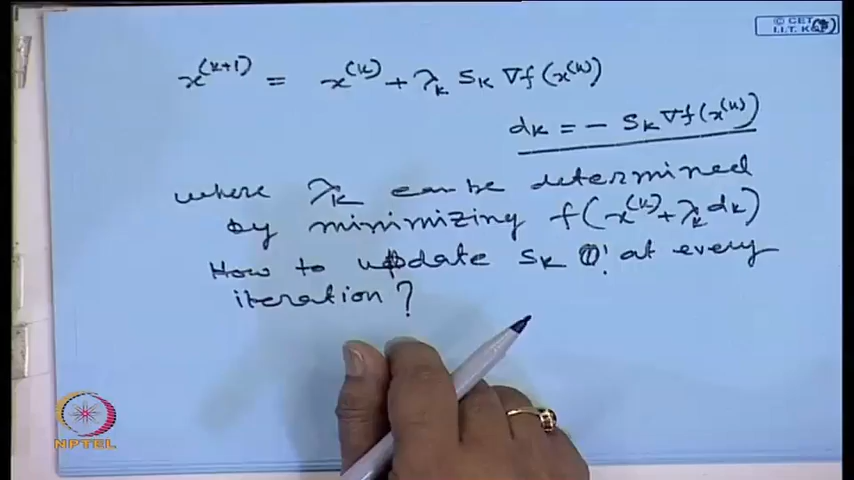 © CET
I.I.T. KGP
x^(k+1) = x^(k) + λ_k S_k ∇f(x^(k))
d_k = - S_k ∇f(x^(k))
where λ_k can be determined
by minimizing f(x^(k) + λ_k d_k)
How to update S_k at every
iteration?
NPTEL